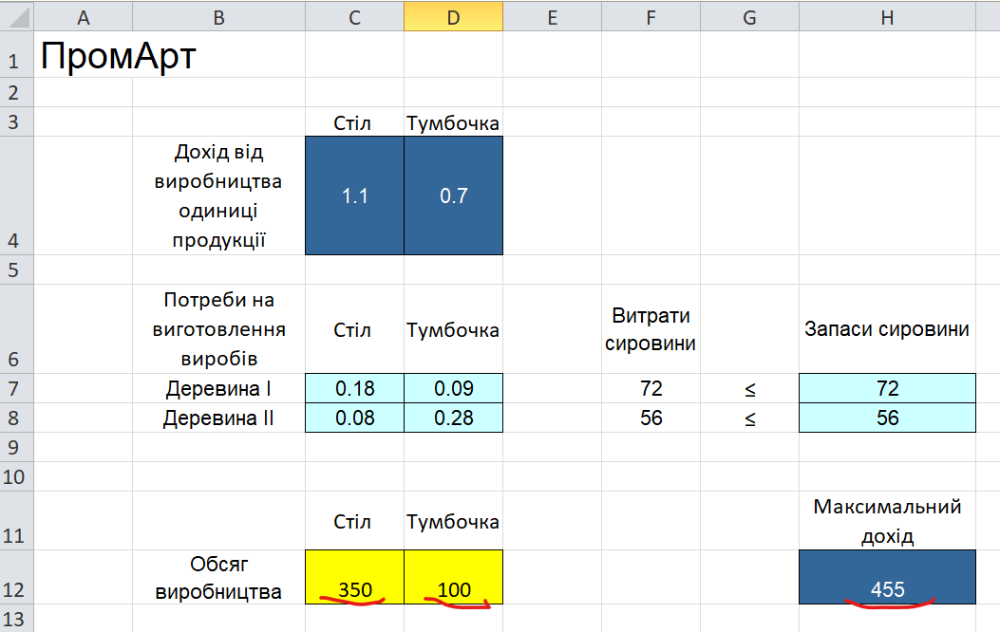 A B C D E F G H
1 ПромАрт
2
3 Стіл Тумбочка
Дохід від
виробництва
одиниці
4 продукції 1.1 0.7
5
Потреби на
виготовлення
6 виробів Стіл Тумбочка Витрати сировини Запаси сировини
7 Деревина I 0.18 0.09 72 ≤ 72
8 Деревина II 0.08 0.28 56 ≤ 56
9
10
11 Стіл Тумбочка Максимальний дохід
Обсяг
12 виробництва 350 100 455
13